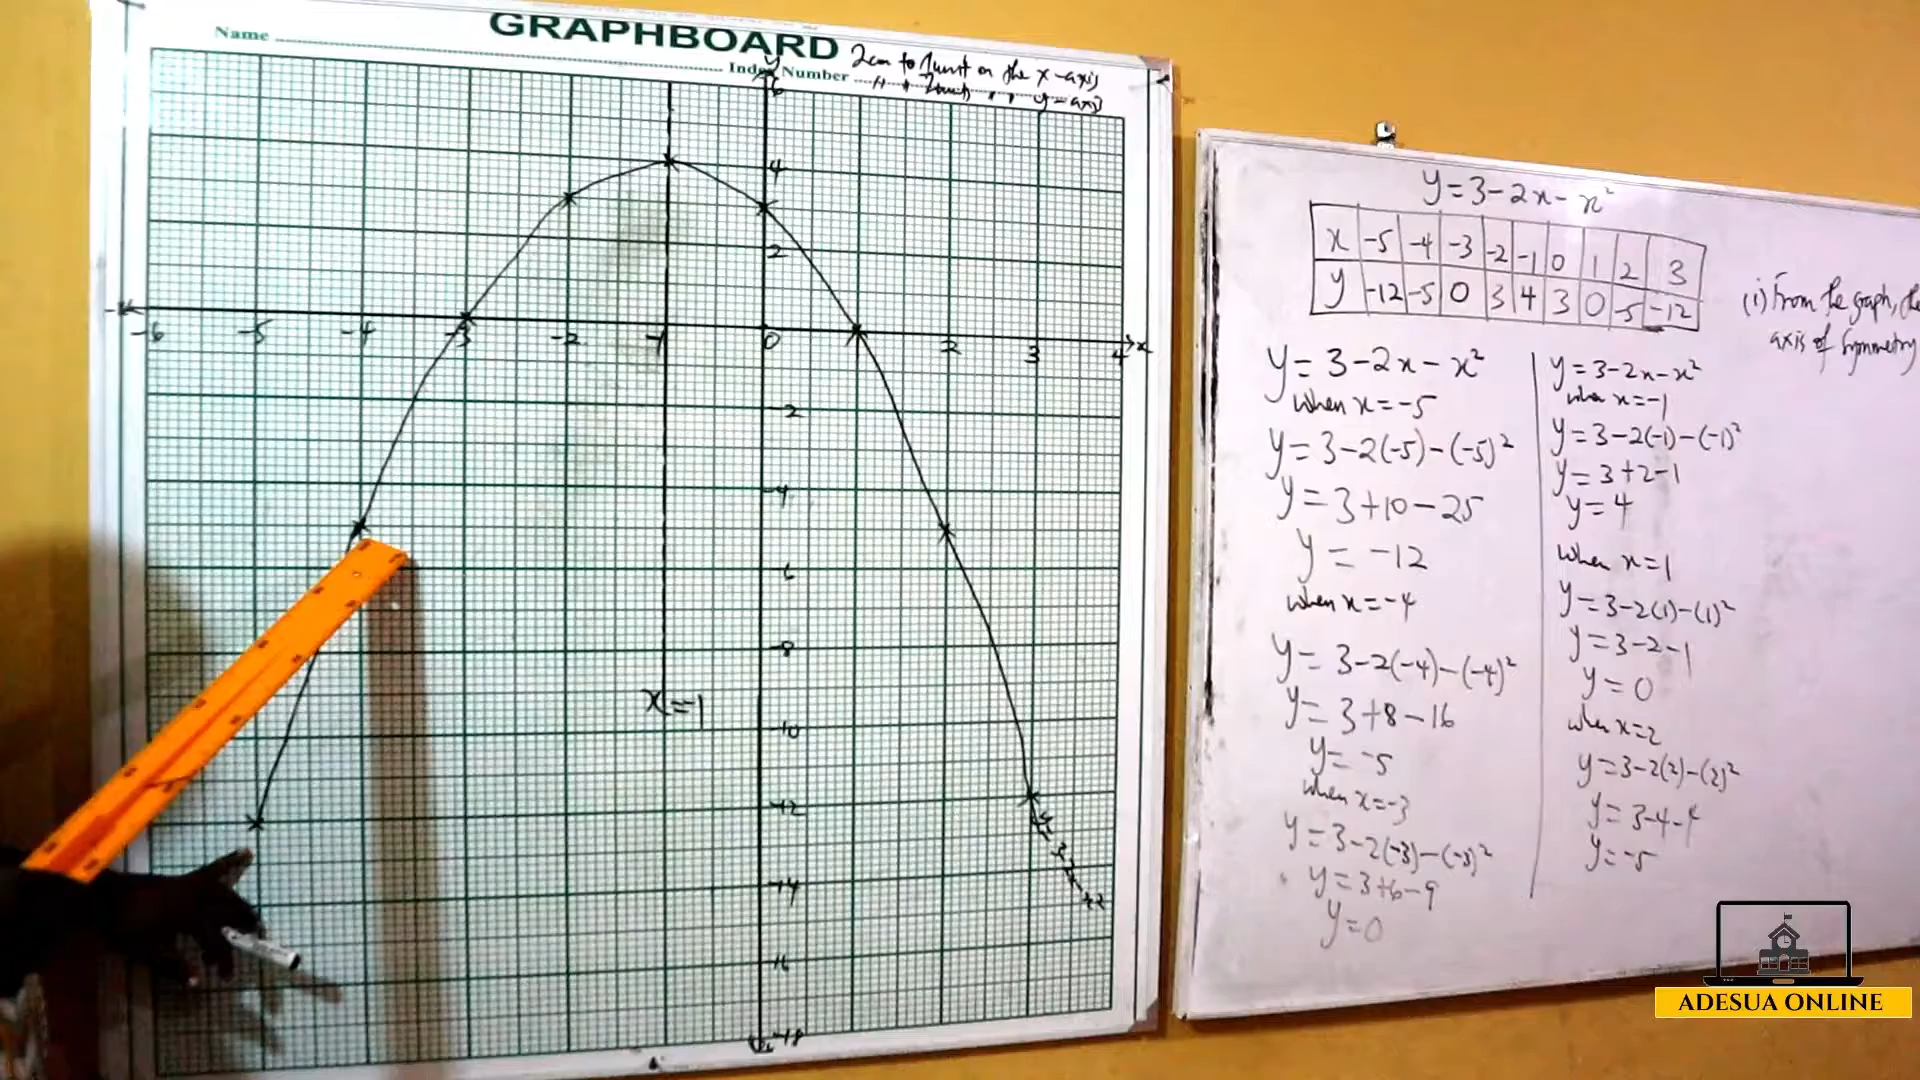 GRAPHBOARD
Name
Index Number
2cm to 1unit on the x-axis
" " 2units " " y-axis
y
6
4
2
-6 -5 -4 -3 -2 -1 0 2 3 4 x
-2
-4
-6
-8
-10
-12
-14
-16
-18
x=-1
y=3-2x-x²
x -5 -4 -3 -2 -1 0 1 2 3
y -12 -5 0 3 4 3 0 -5 -12
y=3-2x-x²
when x=-5
y=3-2(-5)-(-5)²
y=3+10-25
y=-12
when x=-4
y=3-2(-4)-(-4)²
y=3+8-16
y=-5
when x=-3
y=3-2(-3)-(-3)²
y=3+6-9
y=0
y=3-2x-x²
when x=-1
y=3-2(-1)-(-1)²
y=3+2-1
y=4
when x=1
y=3-2(1)-(1)²
y=3-2-1
y=0
when x=2
y=3-2(2)-(2)²
y=3-4-4
y=-5
(i) From the graph, the
axis of symmetry
ADESUA ONLINE